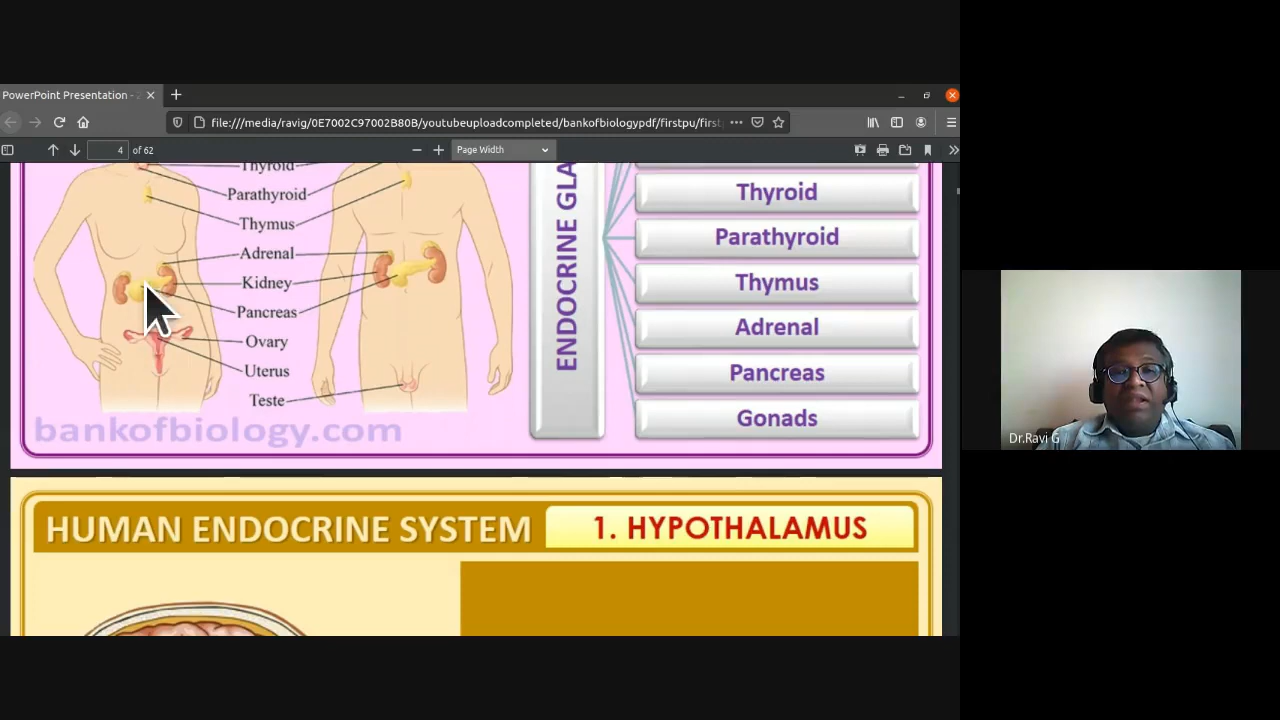 PowerPoint Presentation -
file:///media/ravig/0E7002C97002B80B/youtubeuploadcompleted/bankofbiologypdf/firstpu/first
4 of 62
Page Width
Thyroid
Parathyroid
Thymus
Adrenal
Kidney
Pancreas
Ovary
Uterus
Teste
bankofbiology.com
ENDOCRINE GLA
Thyroid
Parathyroid
Thymus
Adrenal
Pancreas
Gonads
HUMAN ENDOCRINE SYSTEM
1. HYPOTHALAMUS
Dr.Ravi G